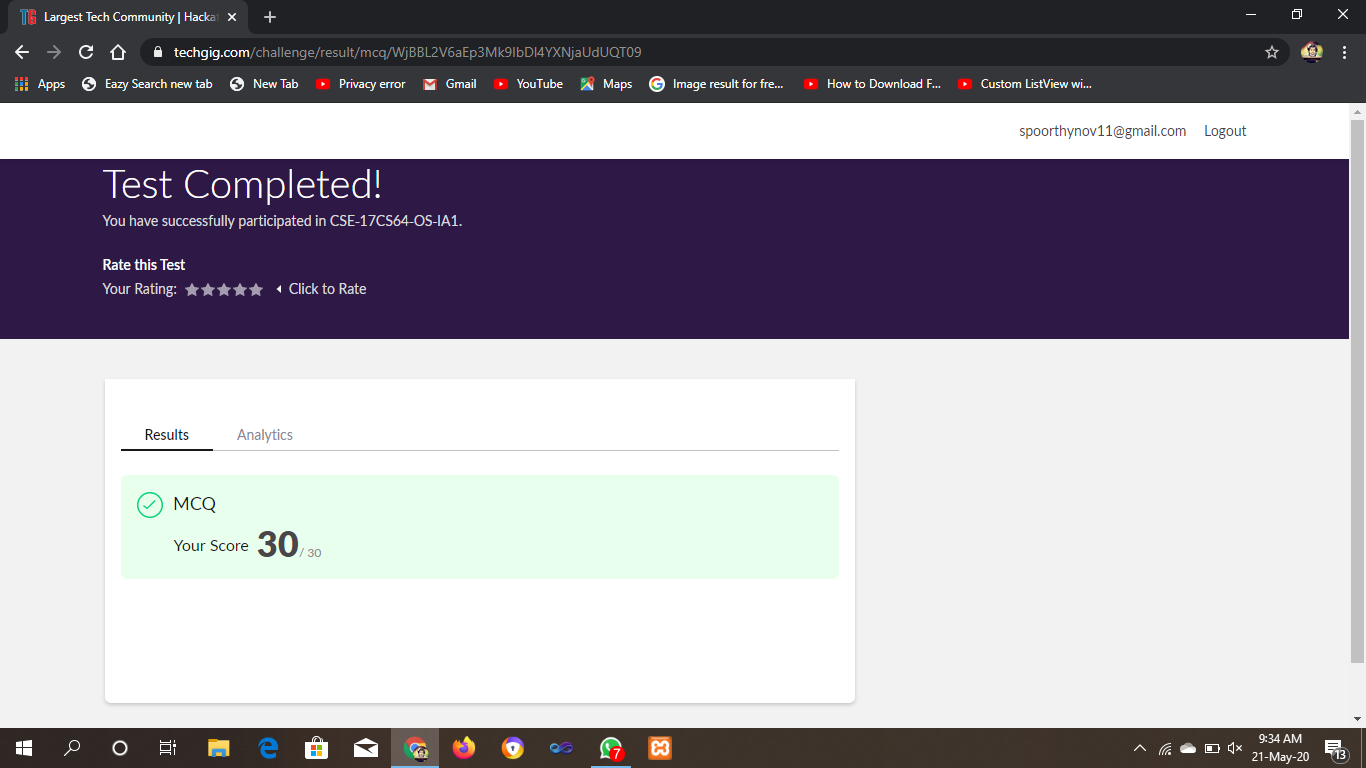 Largest Tech Community | Hacka
techgig.com/challenge/result/mcq/
Apps Eazy Search new tab New Tab Privacy error Gmail YouTube Maps Image result for fre... How to Download F... Custom ListView wi...
spoorthynov11@gmail.com Logout
Test Completed!
You have successfully participated in CSE-17CS64-OS-IA1.
Rate this Test
Your Rating: Click to Rate
Results Analytics
MCQ
Your Score 30 / 30
7
9:34 AM
21-May-20
13